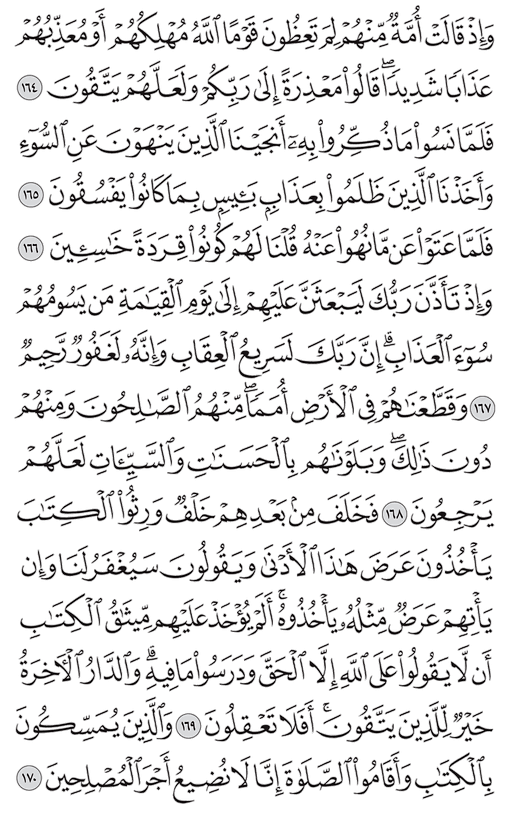 وَإِذْ قَالَتْ أُمَّةٌ مِّنْهُمْ لِمَ تَعِظُونَ قَوْمًا ٱللَّهُ مُهْلِكُهُمْ أَوْ مُعَذِّبُهُمْ
عَذَابًا شَدِيدًا ۖ قَالُوا۟ مَعْذِرَةً إِلَىٰ رَبِّكُمْ وَلَعَلَّهُمْ يَتَّقُونَ ١٦٤
فَلَمَّا نَسُوا۟ مَا ذُكِّرُوا۟ بِهِۦٓ أَنجَيْنَا ٱلَّذِينَ يَنْهَوْنَ عَنِ ٱلسُّوٓءِ
وَأَخَذْنَا ٱلَّذِينَ ظَلَمُوا۟ بِعَذَابٍۭ بَـِٔيسٍۭ بِمَا كَانُوا۟ يَفْسُقُونَ ١٦٥
فَلَمَّا عَتَوْا۟ عَن مَّا نُهُوا۟ عَنْهُ قُلْنَا لَهُمْ كُونُوا۟ قِرَدَةً خَٰسِـِٔينَ ١٦٦
وَإِذْ تَأَذَّنَ رَبُّكَ لَيَبْعَثَنَّ عَلَيْهِمْ إِلَىٰ يَوْمِ ٱلْقِيَٰمَةِ مَن يَسُومُهُمْ
سُوٓءَ ٱلْعَذَابِ ۗ إِنَّ رَبَّكَ لَسَرِيعُ ٱلْعِقَابِ ۖ وَإِنَّهُۥ لَغَفُورٌ رَّحِيمٌ
١٦٧ وَقَطَّعْنَٰهُمْ فِى ٱلْأَرْضِ أُمَمًا ۖ مِّنْهُمُ ٱلصَّٰلِحُونَ وَمِنْهُمْ
دُونَ ذَٰلِكَ ۖ وَبَلَوْنَٰهُم بِٱلْحَسَنَٰتِ وَٱلسَّيِّـَٔاتِ لَعَلَّهُمْ
يَرْجِعُونَ ١٦٨ فَخَلَفَ مِنۢ بَعْدِهِمْ خَلْفٌ وَرِثُوا۟ ٱلْكِتَٰبَ
يَأْخُذُونَ عَرَضَ هَٰذَا ٱلْأَدْنَىٰ وَيَقُولُونَ سَيُغْفَرُ لَنَا وَإِن
يَأْتِهِمْ عَرَضٌ مِّثْلُهُۥ يَأْخُذُوهُ ۚ أَلَمْ يُؤْخَذْ عَلَيْهِم مِّيثَٰقُ ٱلْكِتَٰبِ
أَن لَّا يَقُولُوا۟ عَلَى ٱللَّهِ إِلَّا ٱلْحَقَّ وَدَرَسُوا۟ مَا فِيهِ ۗ وَٱلدَّارُ ٱلْـَٔاخِرَةُ
خَيْرٌ لِّلَّذِينَ يَتَّقُونَ ۗ أَفَلَا تَعْقِلُونَ ١٦٩ وَٱلَّذِينَ يُمَسِّكُونَ
بِٱلْكِتَٰبِ وَأَقَامُوا۟ ٱلصَّلَوٰةَ إِنَّا لَا نُضِيعُ أَجْرَ ٱلْمُصْلِحِينَ ١٧٠